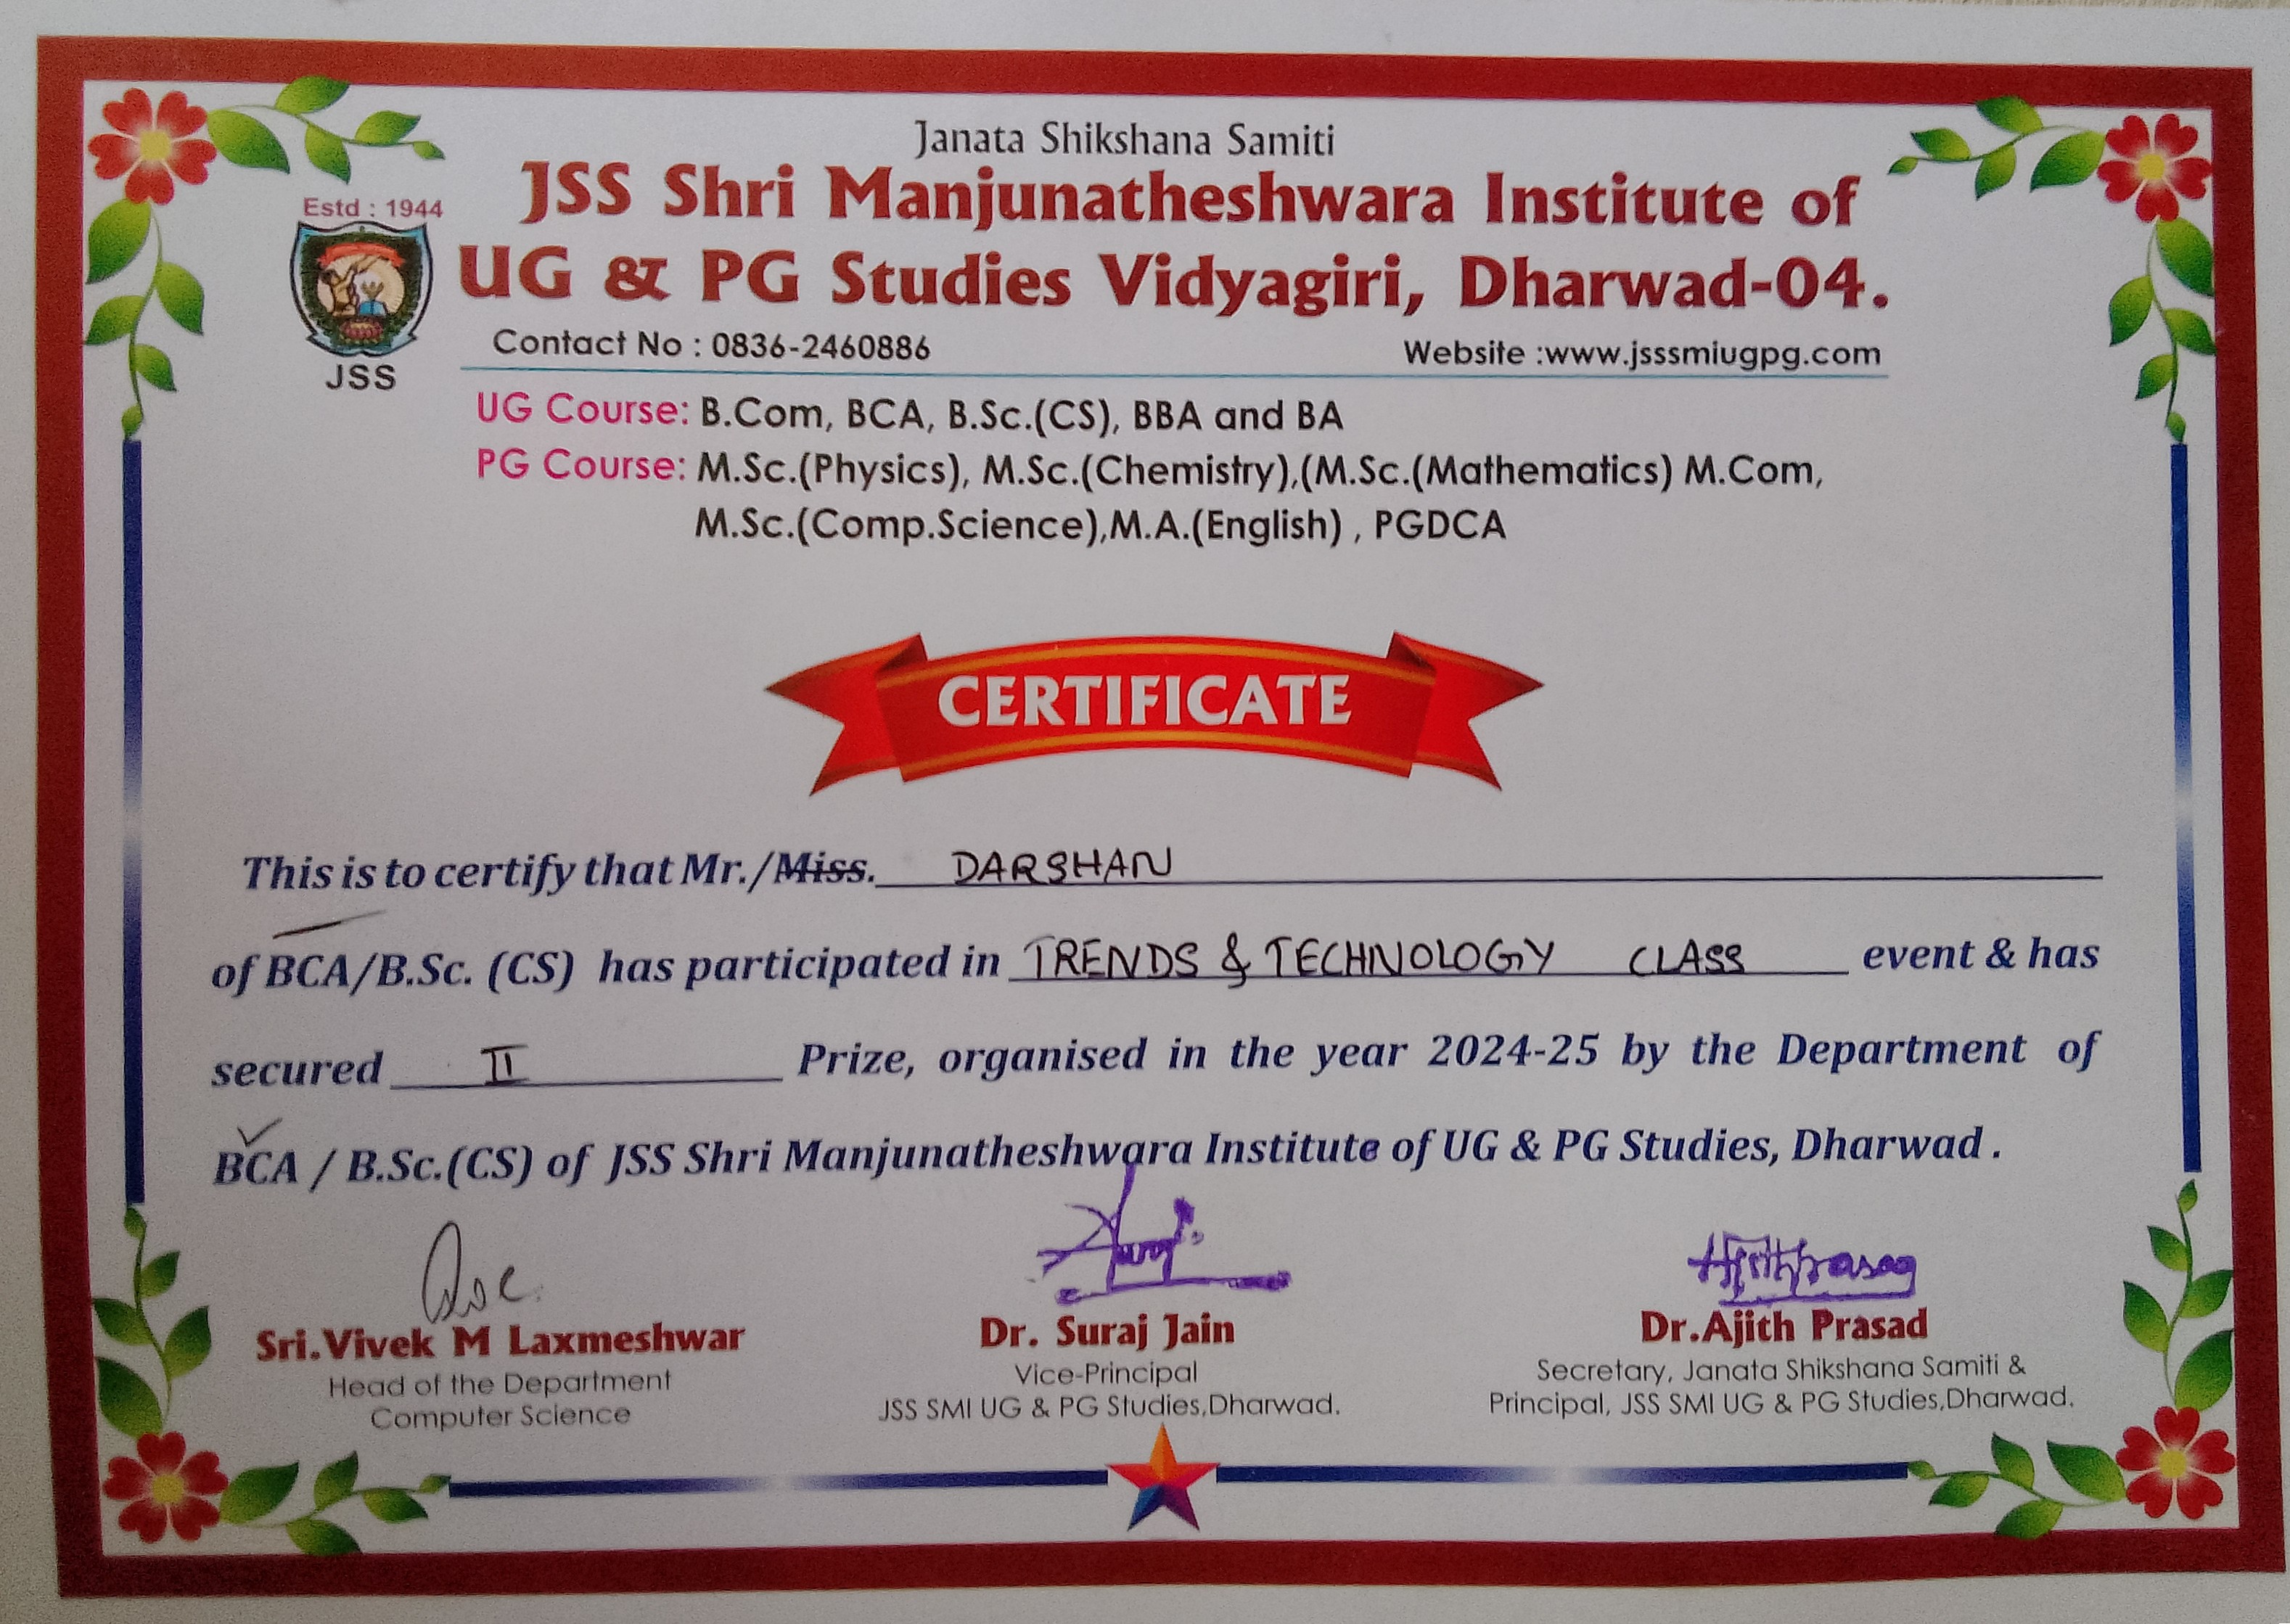 Janata Shikshana Samiti
JSS Shri Manjunatheshwara Institute of
UG & PG Studies Vidyagiri, Dharwad-04.
Estd : 1944
JSS
Contact No : 0836-2460886 Website :www.jsssmiugpg.com
UG Course: B.Com, BCA, B.Sc.(CS), BBA and BA
PG Course: M.Sc.(Physics), M.Sc.(Chemistry),(M.Sc.(Mathematics) M.Com,
M.Sc.(Comp.Science),M.A.(English) , PGDCA
CERTIFICATE
This is to certify that Mr./Miss. DARSHAN
of BCA/B.Sc. (CS) has participated in TRENDS & TECHNOLOGY CLASS event & has
secured II Prize, organised in the year 2024-25 by the Department of
BCA / B.Sc.(CS) of JSS Shri Manjunatheshwara Institute of UG & PG Studies, Dharwad .
Sri.Vivek M Laxmeshwar
Head of the Department
Computer Science
Dr. Suraj Jain
Vice-Principal
JSS SMI UG & PG Studies,Dharwad.
Dr.Ajith Prasad
Secretary, Janata Shikshana Samiti &
Principal, JSS SMI UG & PG Studies,Dharwad.